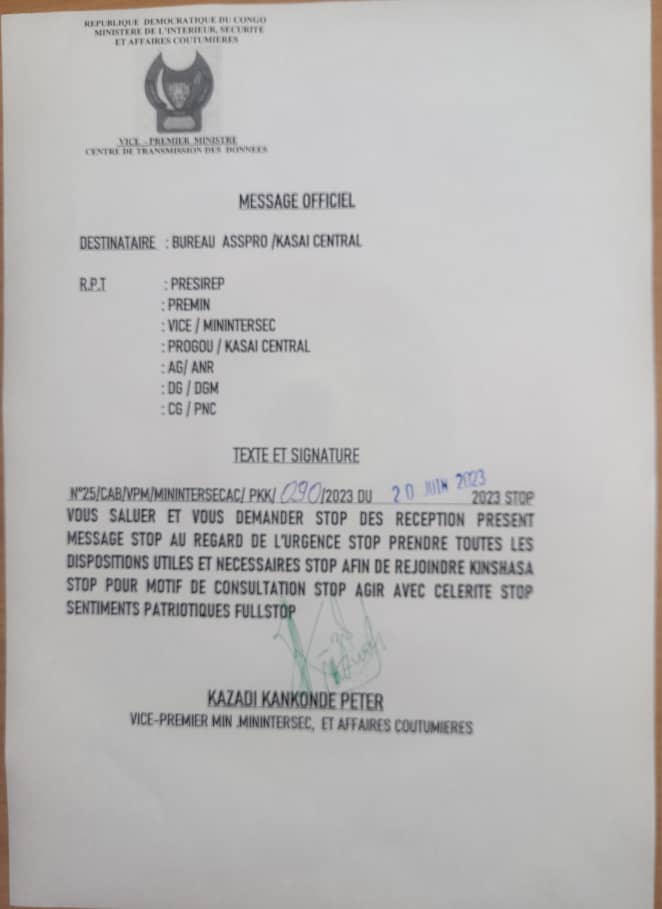 REPUBLIQUE DEMOCRATIQUE DU CONGO
MINISTERE DE L'INTERIEUR, SECURITE
ET AFFAIRES COUTUMIERES
VICE - PREMIER MINISTRE
CENTRE DE TRANSMISSION DES DONNEES
MESSAGE OFFICIEL
DESTINATAIRE : BUREAU ASSPRO /KASAI CENTRAL
R.P.T : PRESIREP
: PREMIN
: VICE / MININTERSEC
: PROGOU / KASAI CENTRAL
: AG/ ANR
: DG / DGM
: CG / PNC
TEXTE ET SIGNATURE
N°25/CAB/VPM/MININTERSECAC/ PKK/ 090/2023 DU 20 JUIN 2023 2023 STOP
VOUS SALUER ET VOUS DEMANDER STOP DES RECEPTION PRESENT
MESSAGE STOP AU REGARD DE L'URGENCE STOP PRENDRE TOUTES LES
DISPOSITIONS UTILES ET NECESSAIRES STOP AFIN DE REJOINDRE KINSHASA
STOP POUR MOTIF DE CONSULTATION STOP AGIR AVEC CELERITE STOP
SENTIMENTS PATRIOTIQUES FULLSTOP
KAZADI KANKONDE PETER
VICE-PREMIER MIN .MININTERSEC, ET AFFAIRES COUTUMIERES